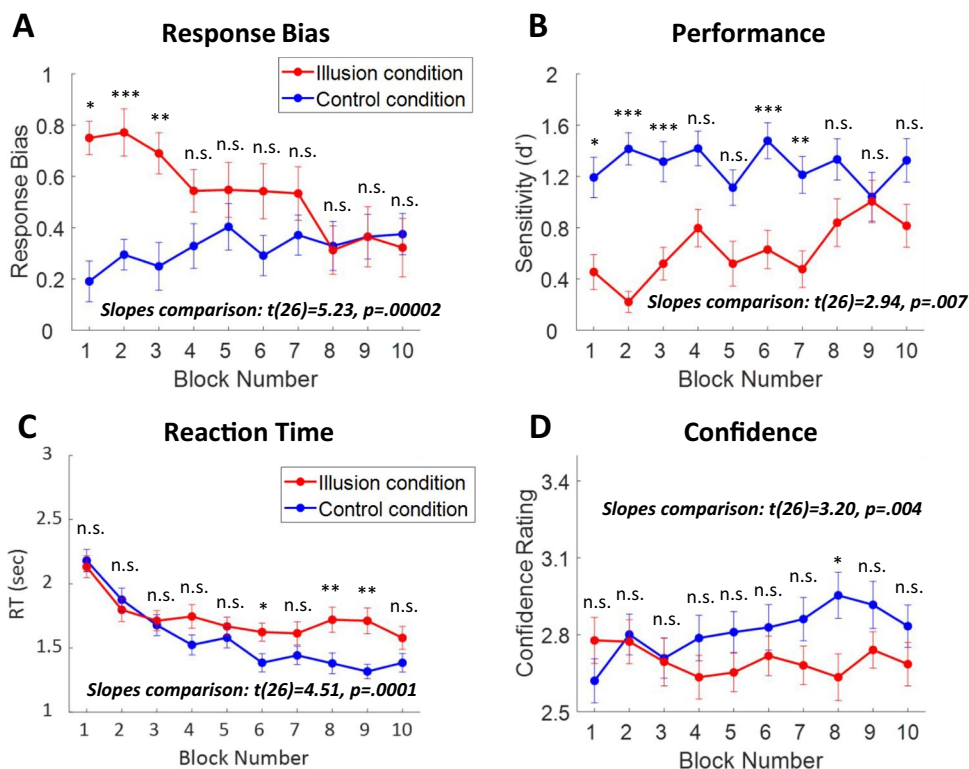 A
Response Bias
Illusion condition
Control condition
* *** ** n.s. n.s. n.s. n.s. n.s. n.s.
Response Bias
1
0.8
0.6
0.4
0.2
0
Slopes comparison: t(26)=5.23, p=.00002
1 2 3 4 5 6 7 8 9 10
Block Number
B
Performance
* *** *** n.s. n.s. *** ** n.s. n.s. n.s.
Sensitivity (d')
2
1.6
1.2
0.8
0.4
0
Slopes comparison: t(26)=2.94, p=.007
1 2 3 4 5 6 7 8 9 10
Block Number
C
Reaction Time
Illusion condition
Control condition
n.s. n.s. n.s. n.s. n.s. * n.s. ** ** n.s.
RT (sec)
3
2.5
2
1.5
1
Slopes comparison: t(26)=4.51, p=.0001
1 2 3 4 5 6 7 8 9 10
Block Number
D
Confidence
Slopes comparison: t(26)=3.20, p=.004
n.s. n.s. n.s. n.s. n.s. n.s. n.s. * n.s. n.s.
Confidence Rating
3.4
3.1
2.8
2.5
1 2 3 4 5 6 7 8 9 10
Block Number